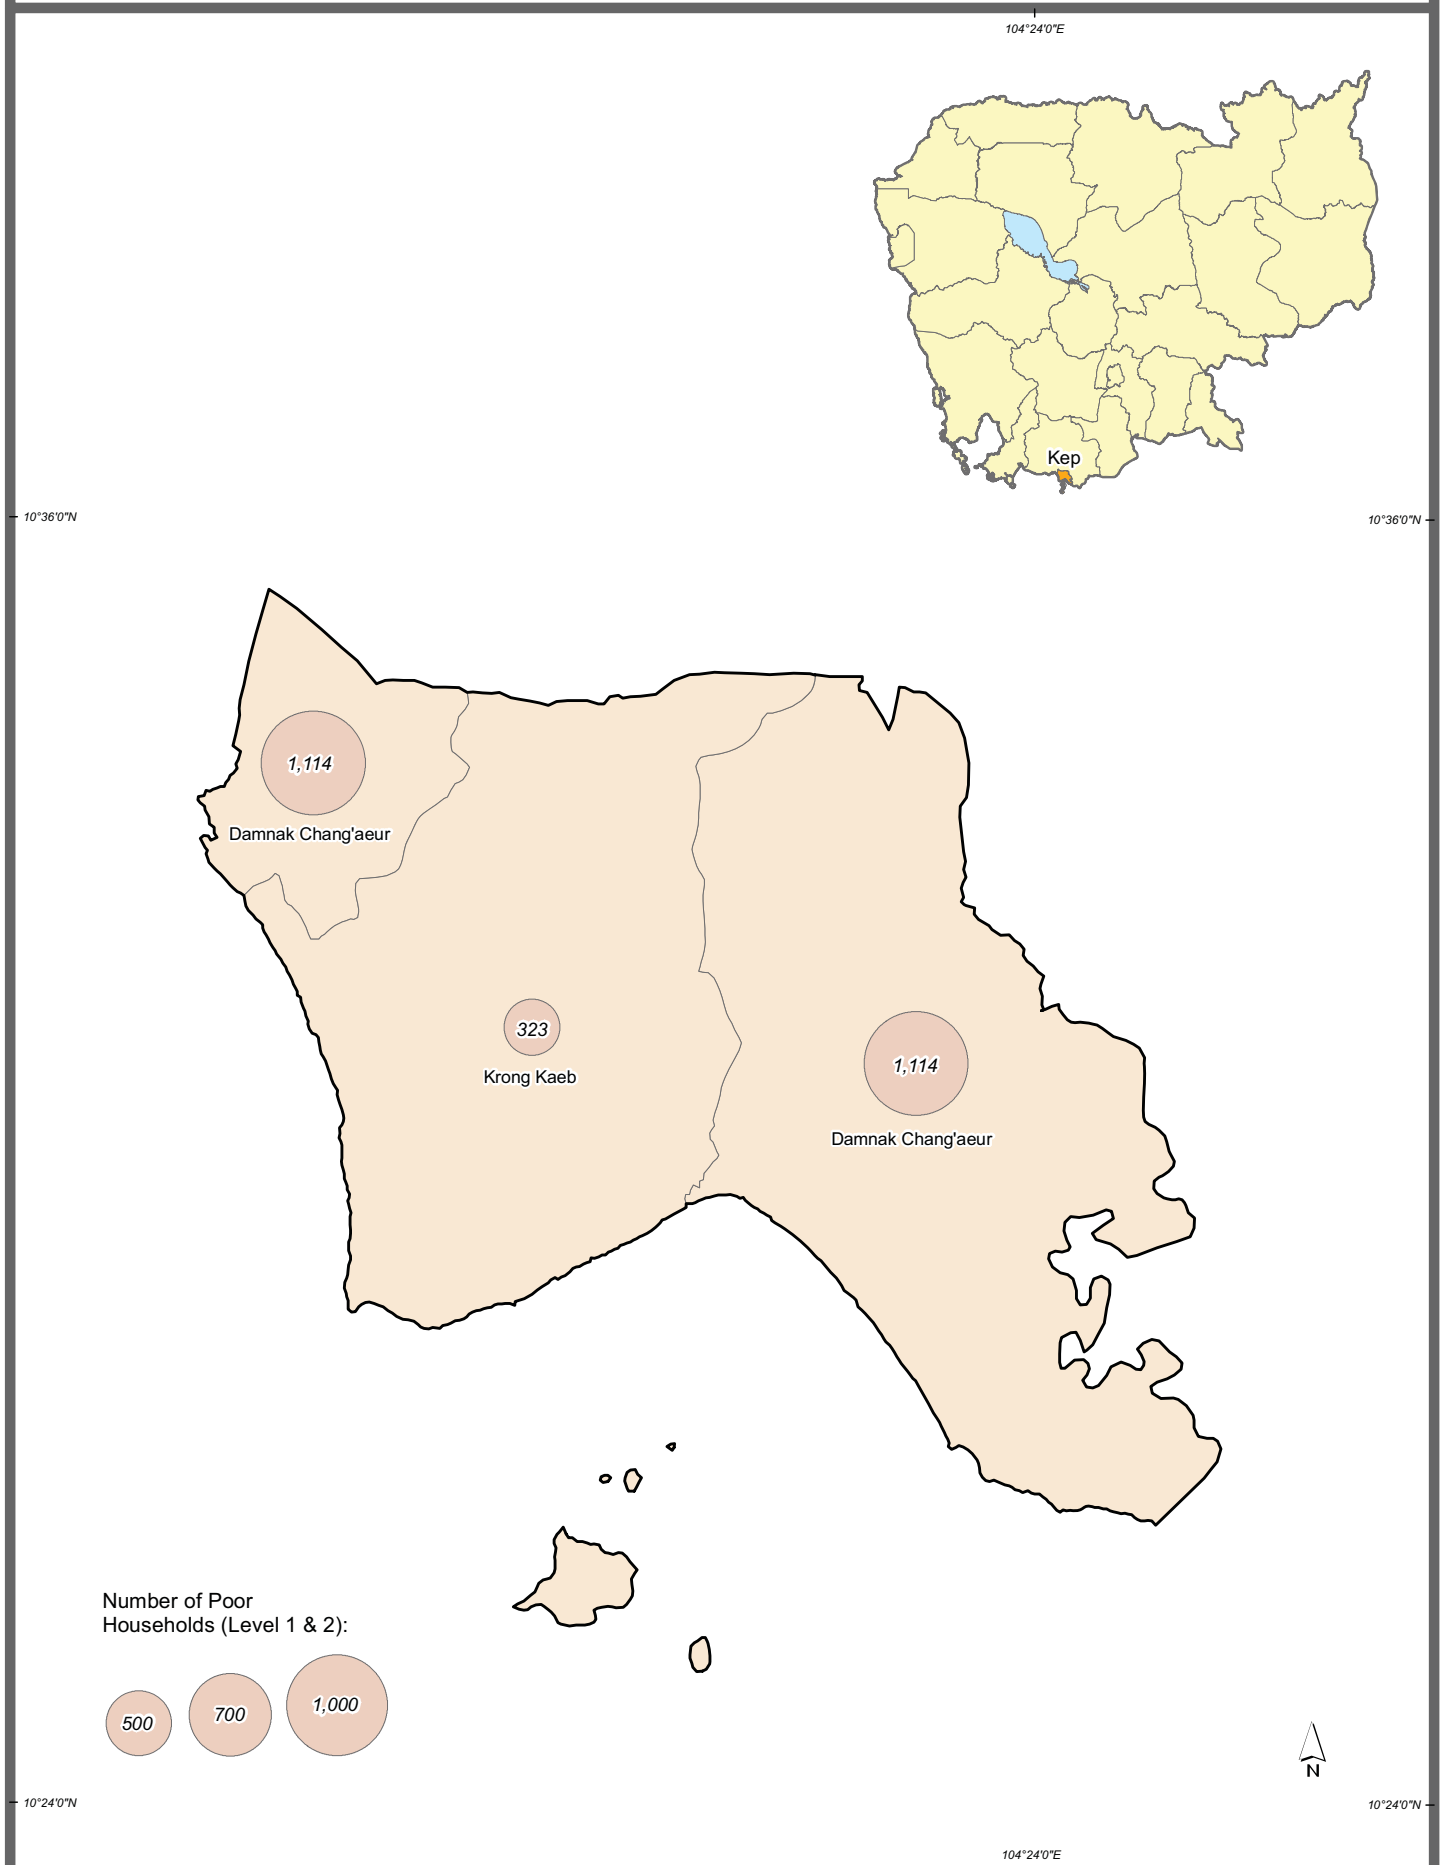 104°24'0"E
Kep
10°36'0"N
10°36'0"N
1,114
Damnak Chang'aeur
323
Krong Kaeb
1,114
Damnak Chang'aeur
Number of Poor
Households (Level 1 & 2):
500
700
1,000
N
10°24'0"N
10°24'0"N
104°24'0"E